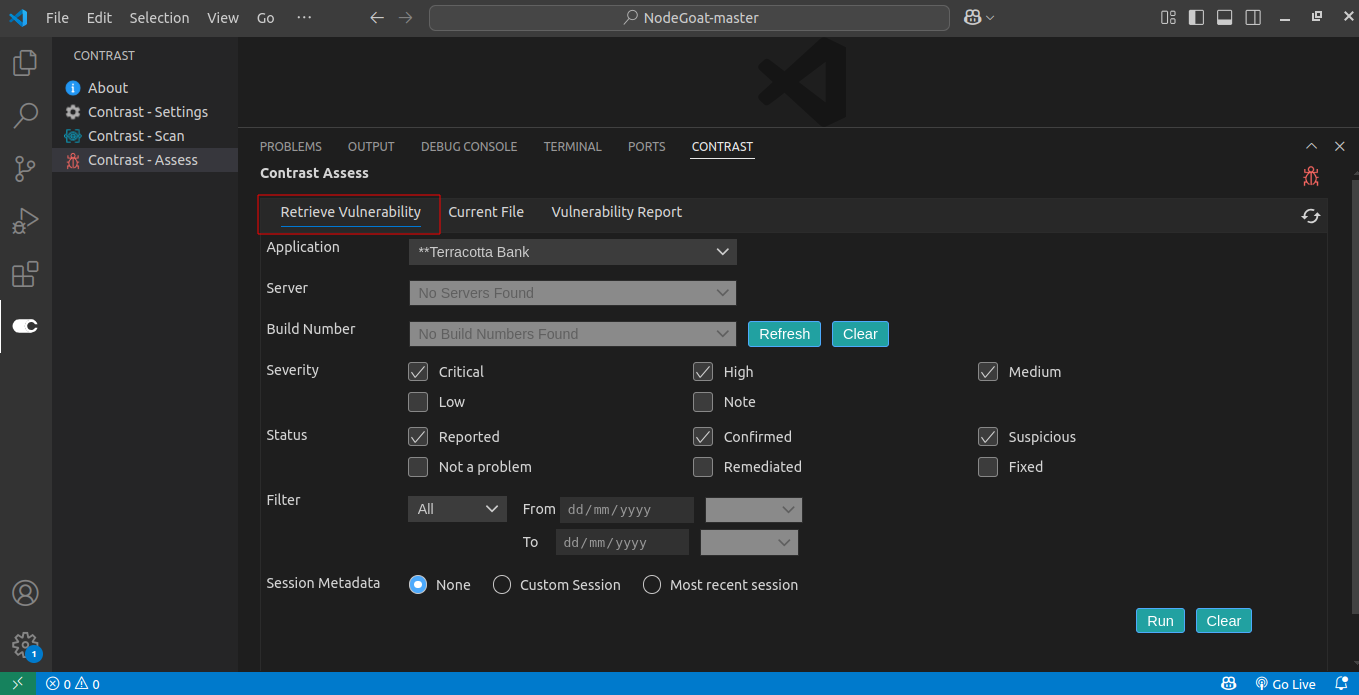 File Edit Selection View Go ··· NodeGoat-master
CONTRAST
About
Contrast - Settings
Contrast - Scan
Contrast - Assess
PROBLEMS OUTPUT DEBUG CONSOLE TERMINAL PORTS CONTRAST
Contrast Assess
Retrieve Vulnerability Current File Vulnerability Report
Application **Terracotta Bank
Server No Servers Found
Build Number No Build Numbers Found Refresh Clear
Severity Critical High Medium
Low Note
Status Reported Confirmed Suspicious
Not a problem Remediated Fixed
Filter All From dd/mm/yyyy
To dd/mm/yyyy
Session Metadata None Custom Session Most recent session
Run Clear
1
0 0 Go Live